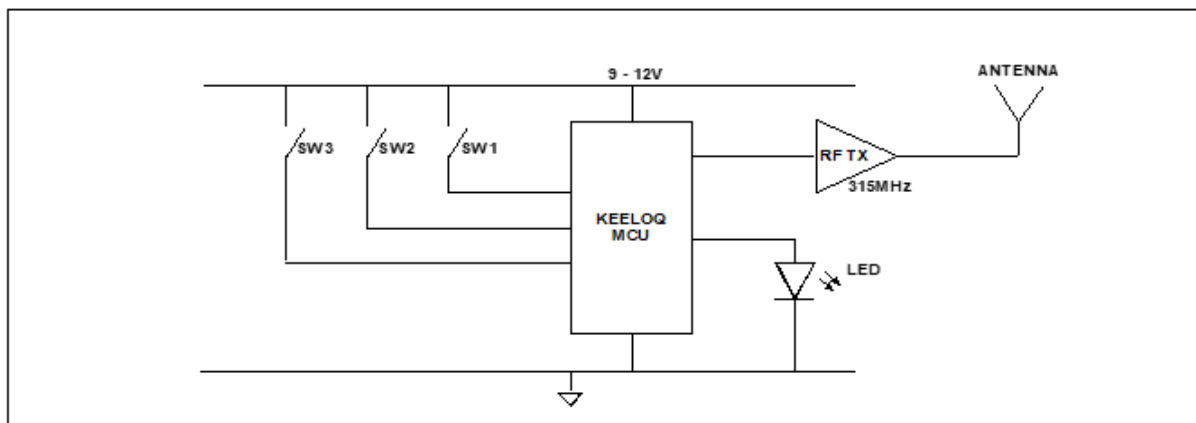 9 - 12V
ANTENNA
SW3
SW2
SW1
RF TX
315MHz
KEELOQ
MCU
LED